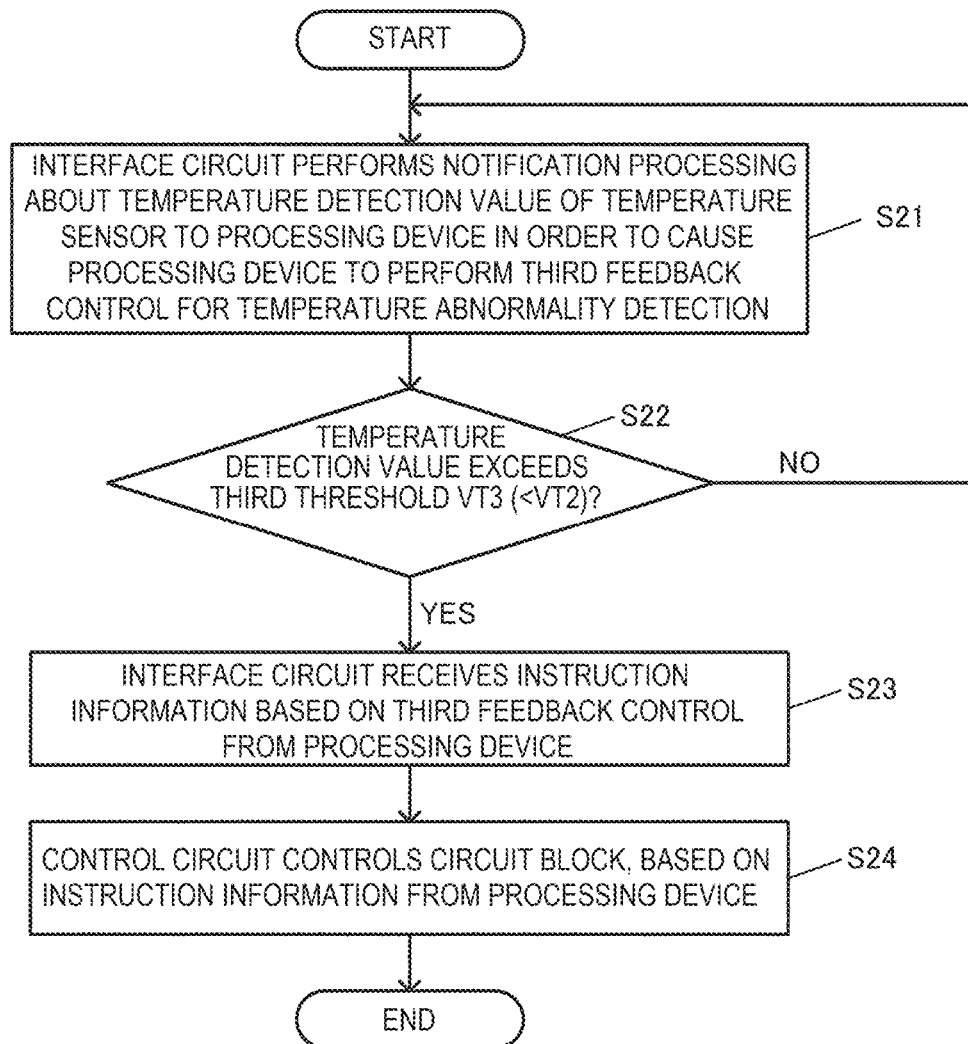 START
INTERFACE CIRCUIT PERFORMS NOTIFICATION PROCESSING
ABOUT TEMPERATURE DETECTION VALUE OF TEMPERATURE
SENSOR TO PROCESSING DEVICE IN ORDER TO CAUSE
PROCESSING DEVICE TO PERFORM THIRD FEEDBACK
CONTROL FOR TEMPERATURE ABNORMALITY DETECTION
S21
TEMPERATURE
DETECTION VALUE EXCEEDS
THIRD THRESHOLD VT3 (<VT2)?
S22
NO
YES
INTERFACE CIRCUIT RECEIVES INSTRUCTION
INFORMATION BASED ON THIRD FEEDBACK CONTROL
FROM PROCESSING DEVICE
S23
CONTROL CIRCUIT CONTROLS CIRCUIT BLOCK, BASED ON
INSTRUCTION INFORMATION FROM PROCESSING DEVICE
S24
END